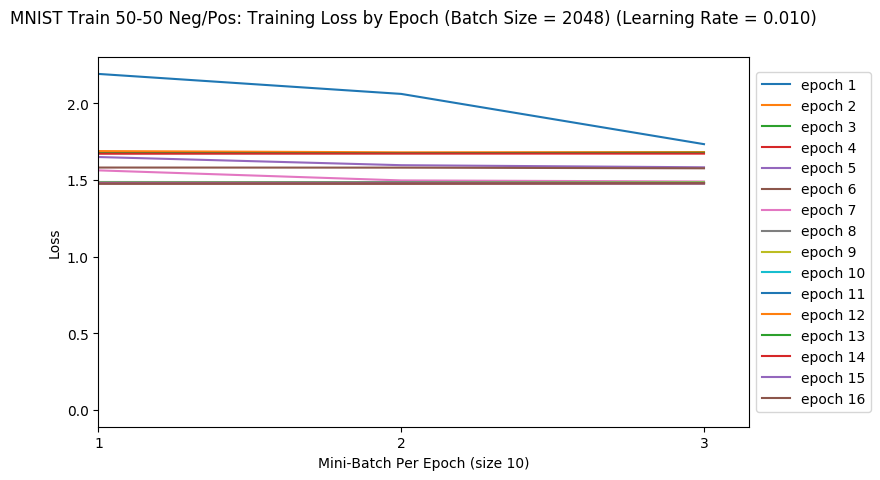 MNIST Train 50-50 Neg/Pos: Training Loss by Epoch (Batch Size = 2048) (Learning Rate = 0.010)
2.0
1.5
1.0
0.5
0.0
Loss
1
2
3
Mini-Batch Per Epoch (size 10)
epoch 1
epoch 2
epoch 3
epoch 4
epoch 5
epoch 6
epoch 7
epoch 8
epoch 9
epoch 10
epoch 11
epoch 12
epoch 13
epoch 14
epoch 15
epoch 16